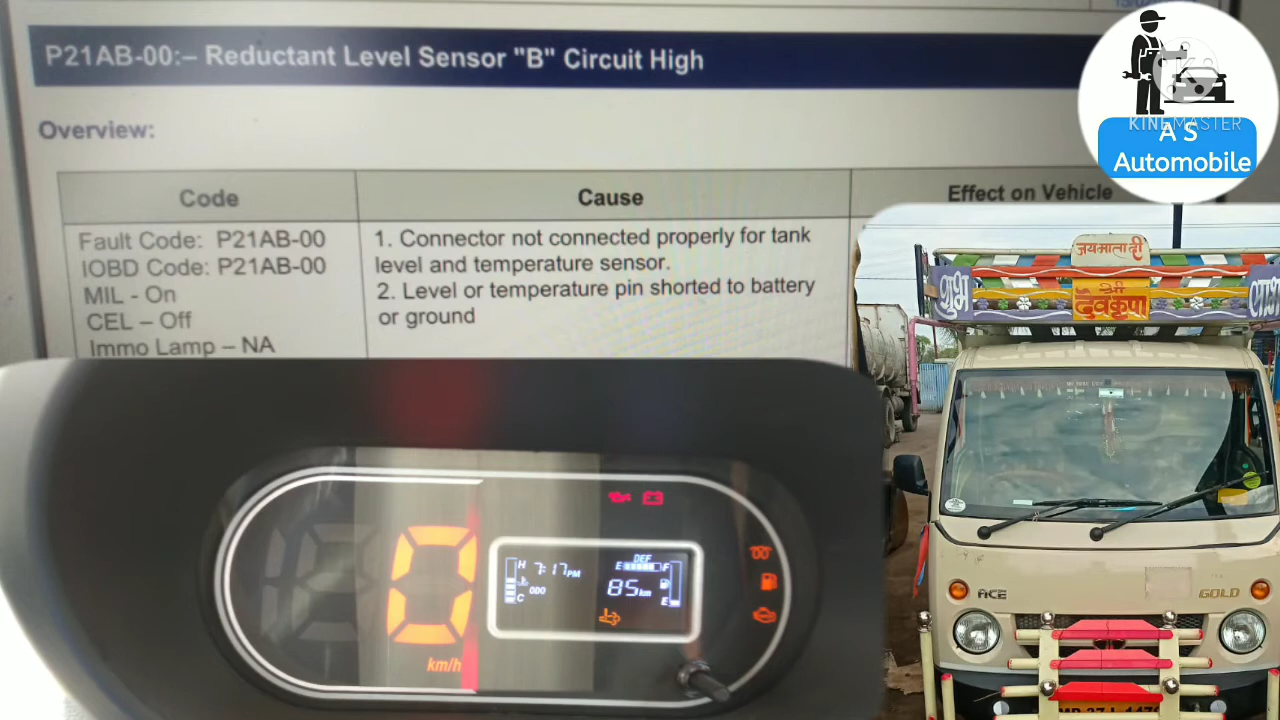 P21AB-00:– Reductant Level Sensor "B" Circuit High
Overview:
Code
Cause
Effect on Vehicle
Fault Code: P21AB-00
IOBD Code: P21AB-00
MIL - On
CEL – Off
Immo Lamp – NA
1. Connector not connected properly for tank
level and temperature sensor.
2. Level or temperature pin shorted to battery
or ground
KINEMASTER
A S
Automobile
जयमाता दी
शुभ
देवकृपा
ACE
GOLD
0
km/h
H
7:17PM
ODO
C
DEF
E F
85km
E